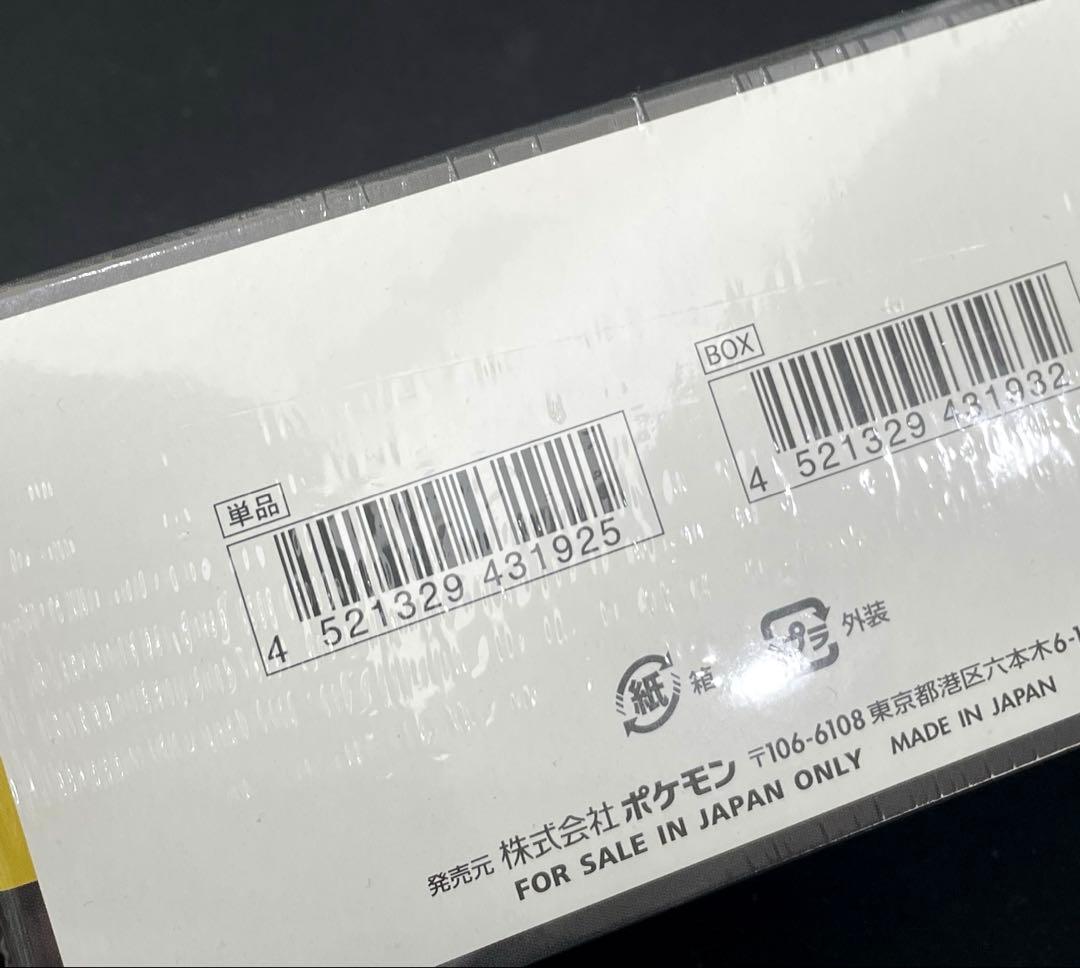 BOX
4 521329 431932
単品
4 521329 431925
プラ 外装
紙 箱
発売元 株式会社ポケモン 〒106-6108 東京都港区六本木6-1
FOR SALE IN JAPAN ONLY MADE IN JAPAN